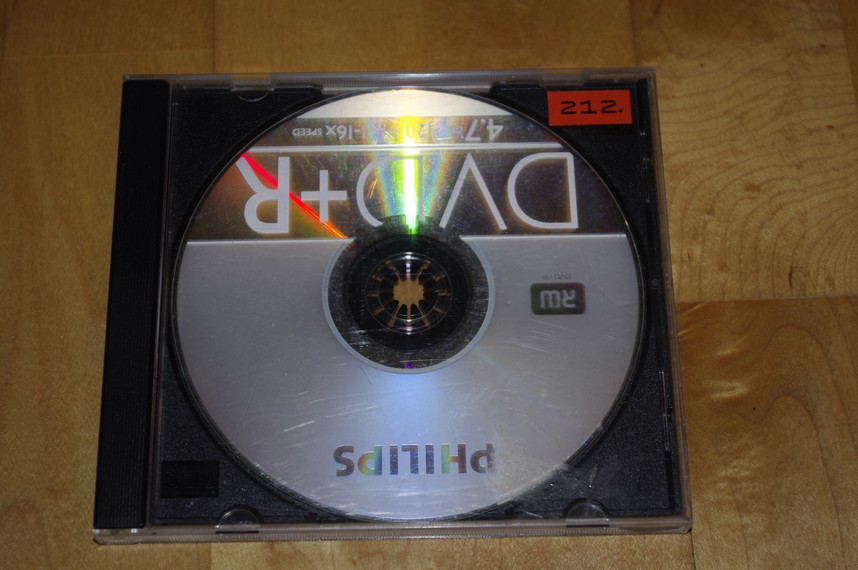 212.
PHILIPS
RW
DVD+R
4.7 -16x SPEED